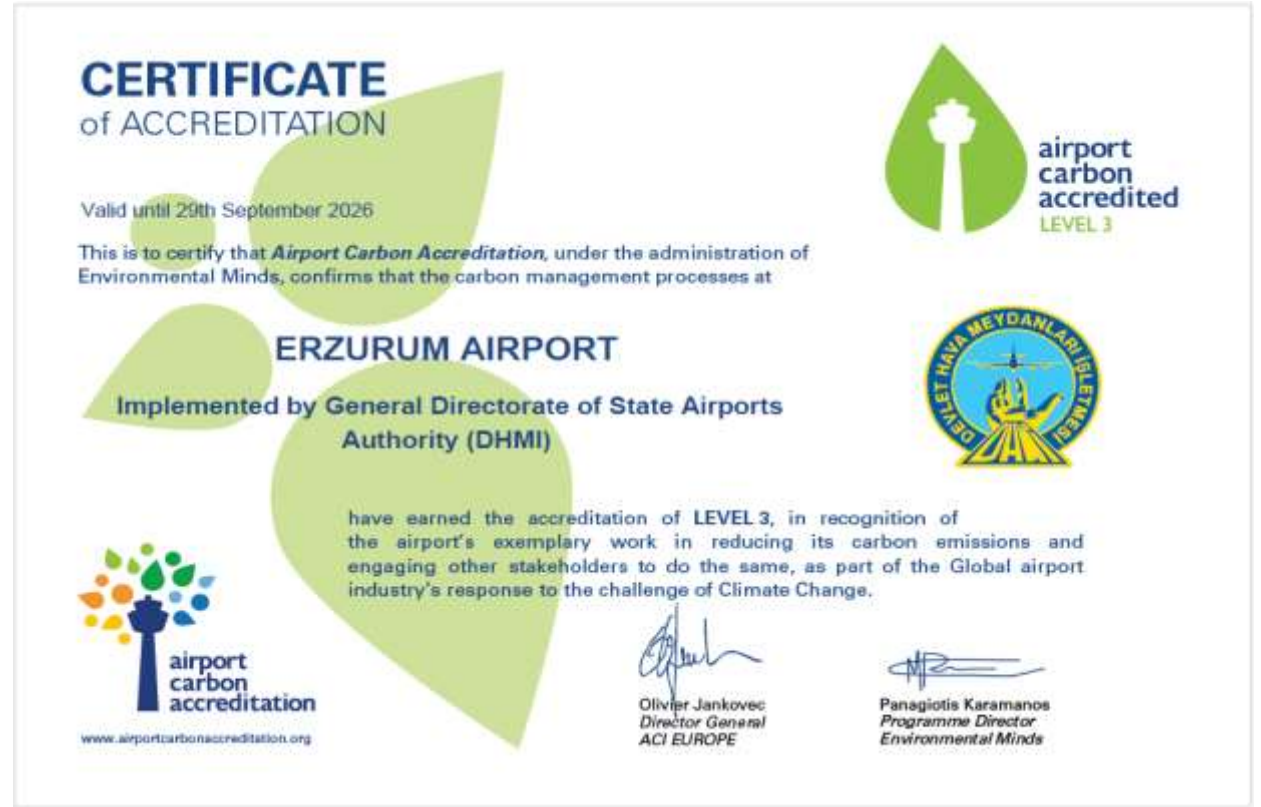 CERTIFICATE
of ACCREDITATION
airport
carbon
accredited
LEVEL 3
Valid until 29th September 2026
This is to certify that Airport Carbon Accreditation, under the administration of
Environmental Minds, confirms that the carbon management processes at
ERZURUM AIRPORT
Implemented by General Directorate of State Airports
Authority (DHMI)
DEVLET HAVA MEYDANLARI İŞLETMESİ
DHMİ
have earned the accreditation of LEVEL 3, in recognition of
the airport's exemplary work in reducing its carbon emissions and
engaging other stakeholders to do the same, as part of the Global airport
industry's response to the challenge of Climate Change.
airport
carbon
accreditation
www.airportcarbonaccreditation.org
Olivier Jankovec
Director General
ACI EUROPE
Panagiotis Karamanos
Programme Director
Environmental Minds